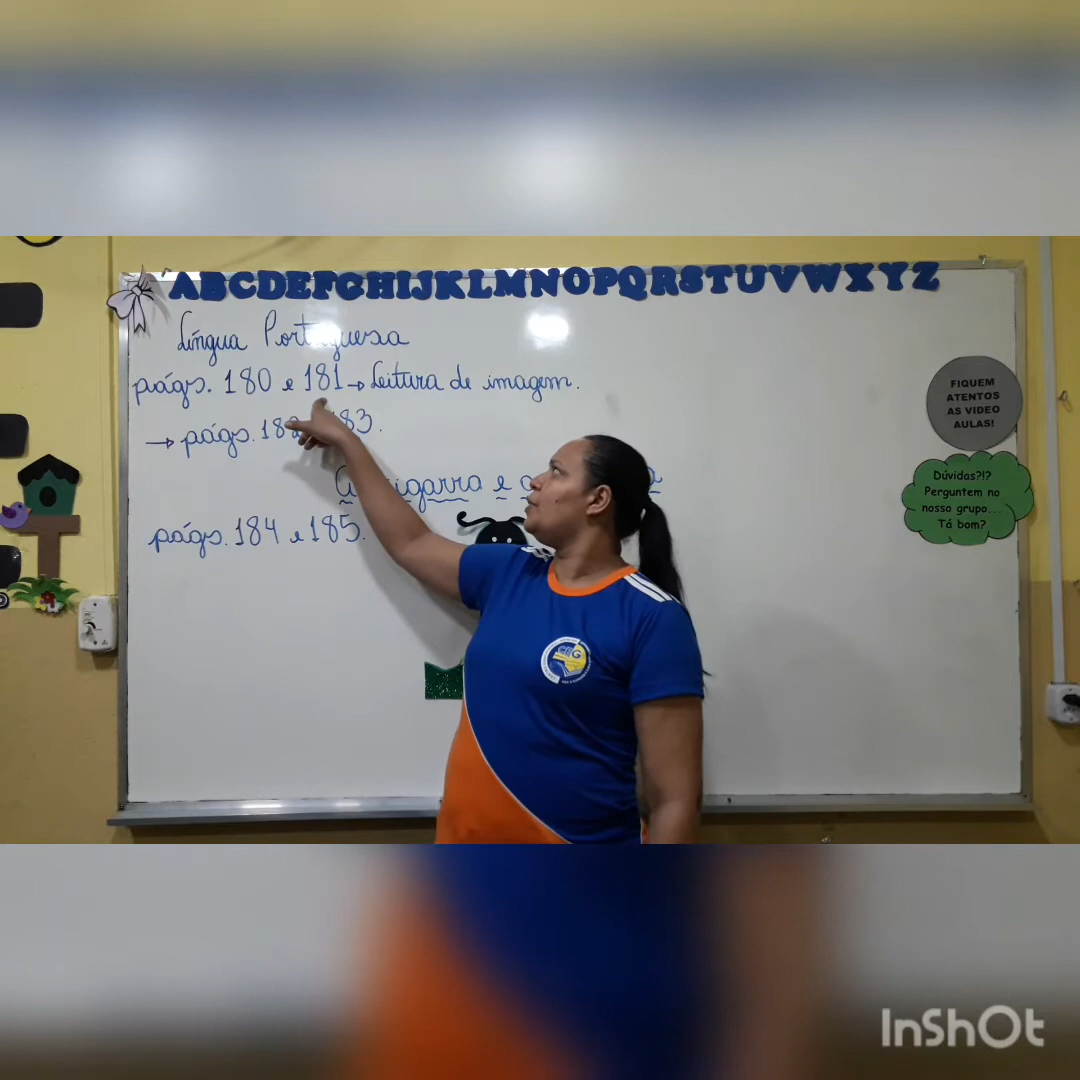 ABCDEFGHIJKLMNOPQRSTUVWXYZ
Língua Portuguesa
págs. 180 e 181 → Leitura de imagem.
→ págs. 183.
e
págs. 184 e 185.
FIQUEM
ATENTOS
AS VIDEO
AULAS!
Dúvidas?!?
Perguntem no
nosso grupo...
Tá bom?
InShOt